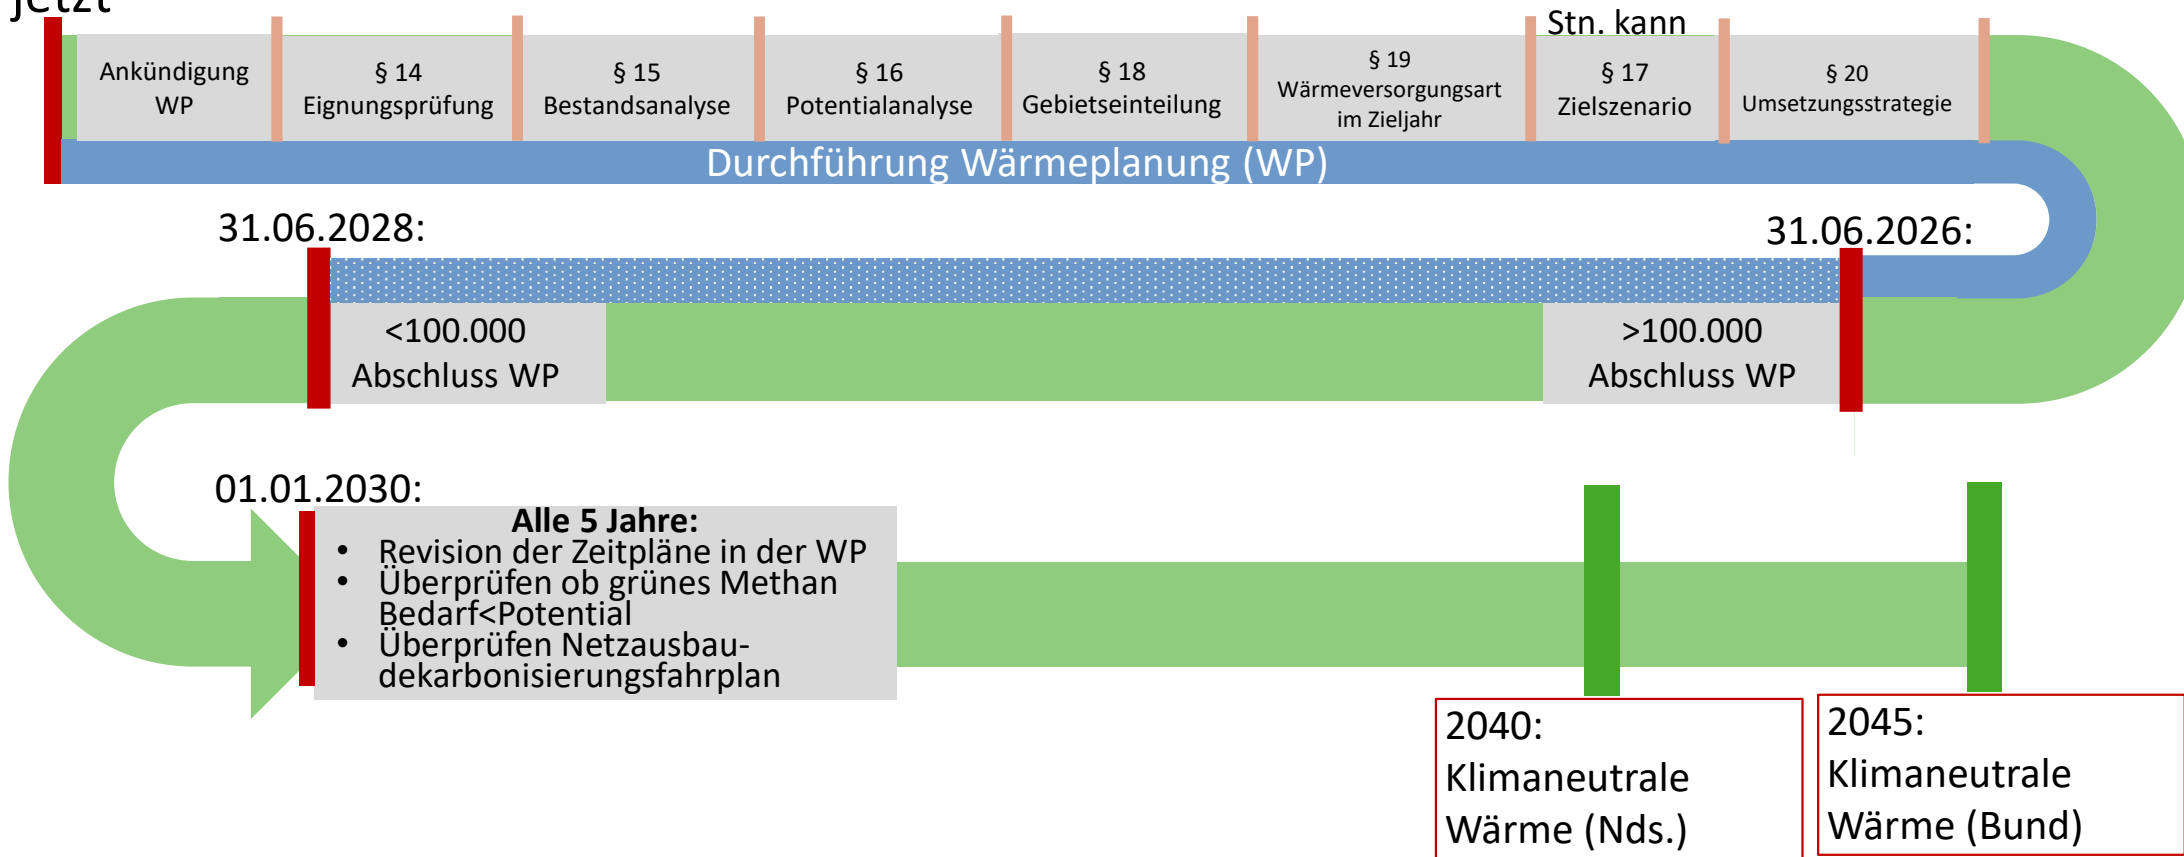 jetzt
Stn. kann
Ankündigung
WP
§ 14
Eignungsprüfung
§ 15
Bestandsanalyse
§ 16
Potentialanalyse
§ 18
Gebietseinteilung
§ 19
Wärmeversorgungsart
im Zieljahr
§ 17
Zielszenario
§ 20
Umsetzungsstrategie
Durchführung Wärmeplanung (WP)
31.06.2026:
>100.000
Abschluss WP
31.06.2028:
<100.000
Abschluss WP
01.01.2030:
Alle 5 Jahre:
• Revision der Zeitpläne in der WP
• Überprüfen ob grünes Methan
Bedarf<Potential
• Überprüfen Netzausbau-
dekarbonisierungsfahrplan
2040:
Klimaneutrale
Wärme (Nds.)
2045:
Klimaneutrale
Wärme (Bund)